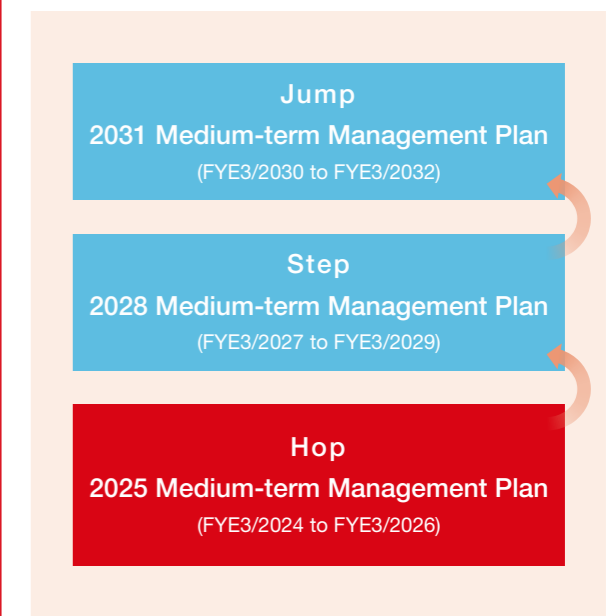 Jump
2031 Medium-term Management Plan
(FYE3/2030 to FYE3/2032)
Step
2028 Medium-term Management Plan
(FYE3/2027 to FYE3/2029)
Hop
2025 Medium-term Management Plan
(FYE3/2024 to FYE3/2026)